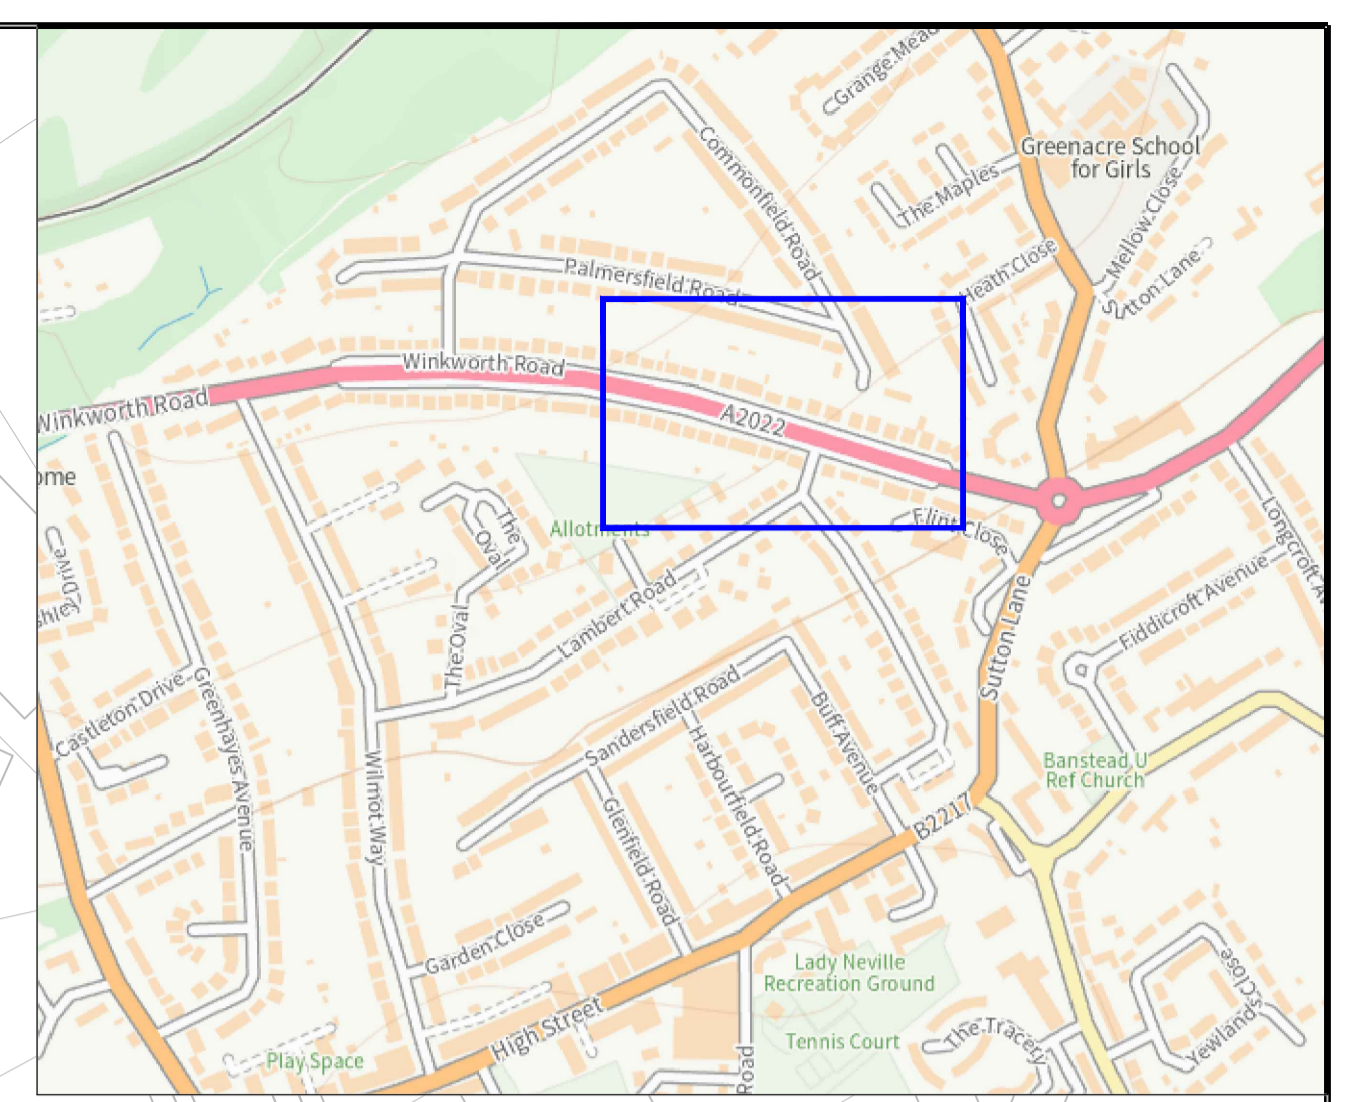 Grange Mead
Greenacre School
for Girls
Commonfield Road
The Maples
Mellow Close
Heath Close
Sutton Lane
Palmersfield Road
Winkworth Road
Winkworth Road
A2022
ome
The
Oval
Allotments
Flint Close
Longcroft Av
Drive
shley
Lambert Road
Fiddicroft Avenue
The Oval
Sutton Lane
Castleton Drive
Greenhayes Avenue
Sandersfield Road
Buff Avenue
Harbourfield Road
Wilmot Way
Banstead U
Ref Church
Glenfield Road
B2217
Garden Close
Lady Neville
Recreation Ground
High Street
Tennis Court
The Tracery
Yewlands Close
Play Space
Road